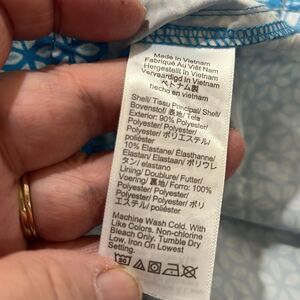 Made In Vietnam
Fabriqué Au Viêt Nam
Hergestellt In Vietnam
Vervaardigd In Vietnam
ベトナム製
hecho en vietnam
Shell/ Tissu Principal/ Shell/
Bovenstof/ 表地/ Tela
Exterior: 90% Polyester/
Polyester/ Polyester/
Polyester/ ポリエステル/
poliéster
10% Elastane/ Élasthanne/
Elastan/ Elastaan/ ポリウレ
タン/ elastano
Lining/ Doublure/ Futter/
Voering/ 裏地/ Forro: 100%
Polyester/ Polyester/
Polyester/ Polyester/ ポリ
エステル/ poliéster
Machine Wash Cold. With
Like Colors. Non-chlorine
Bleach Only. Tumble Dry
Low. Iron On Lowest
Setting.
30